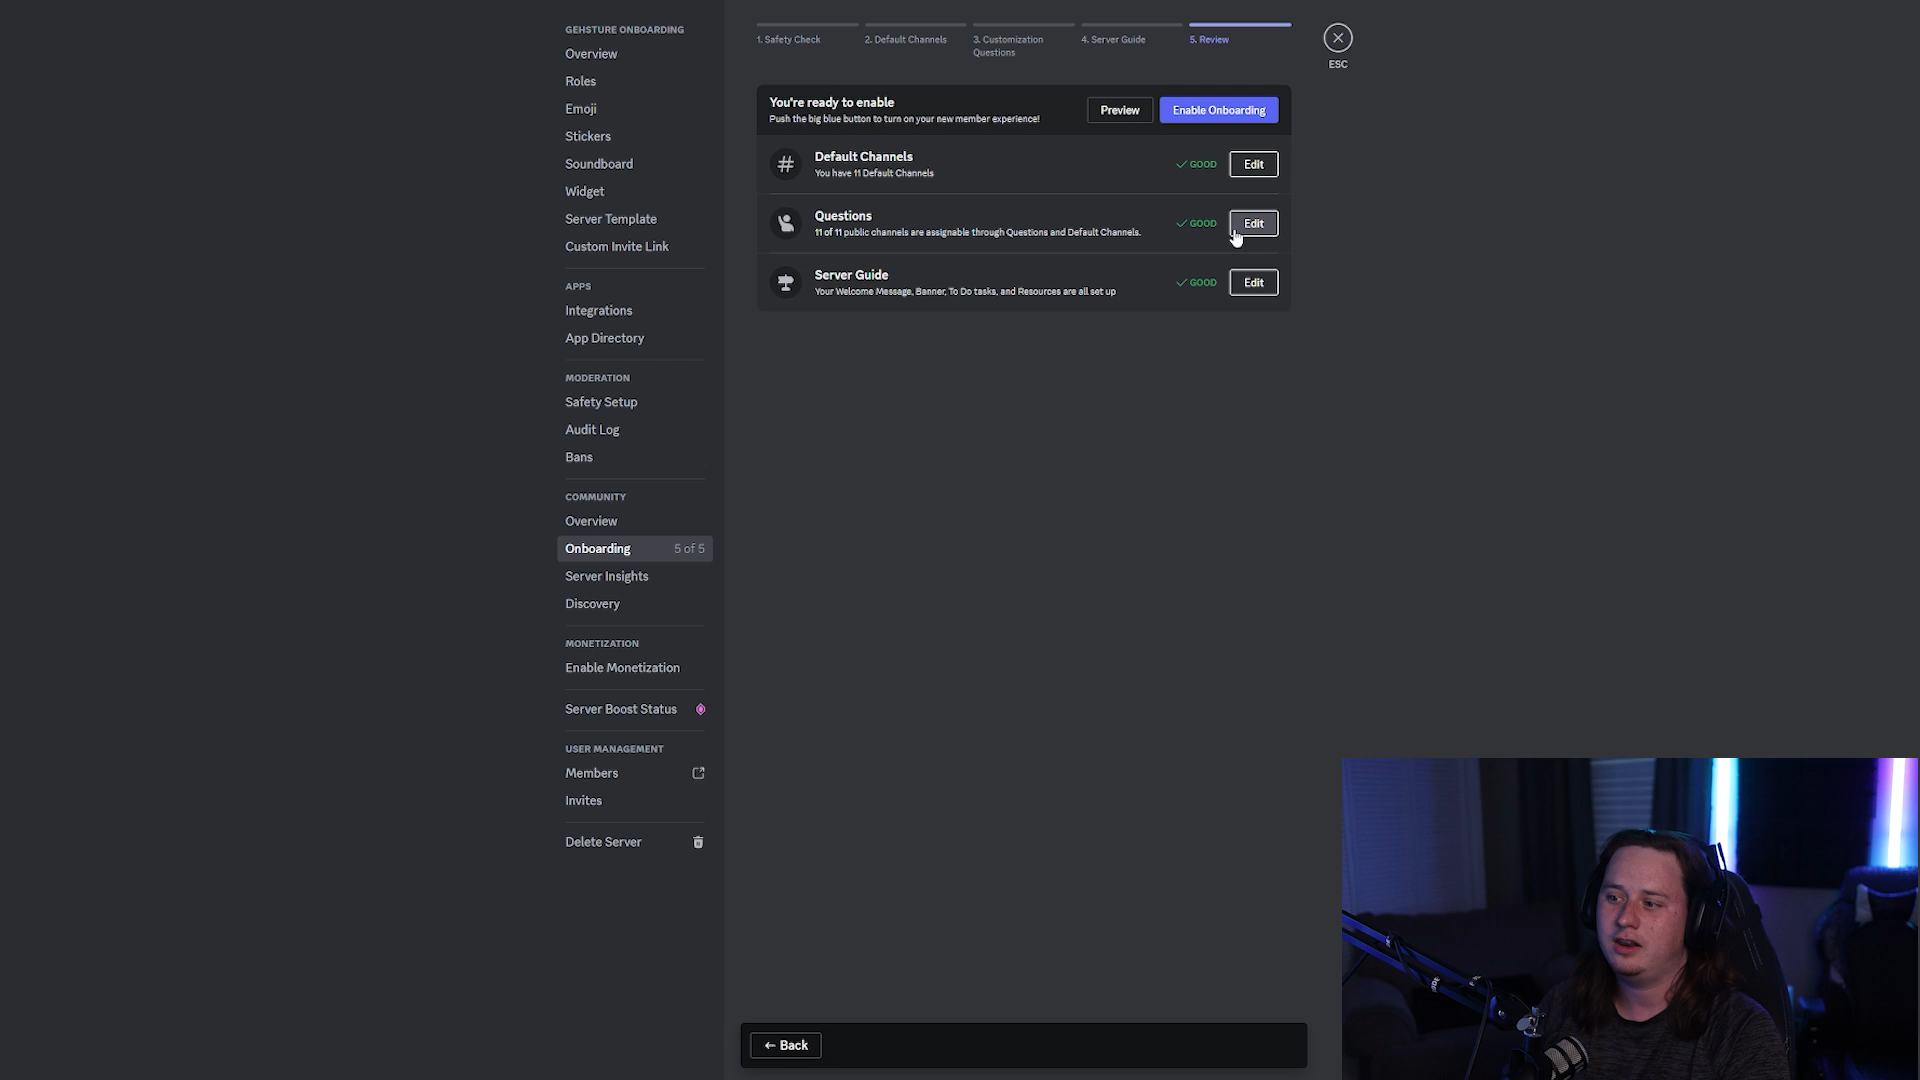 GEHSTURE ONBOARDING
Overview
Roles
Emoji
Stickers
Soundboard
Widget
Server Template
Custom Invite Link
APPS
Integrations
App Directory
MODERATION
Safety Setup
Audit Log
Bans
COMMUNITY
Overview
Onboarding 5 of 5
Server Insights
Discovery
MONETIZATION
Enable Monetization
Server Boost Status
USER MANAGEMENT
Members
Invites
Delete Server
1. Safety Check
2. Default Channels
3. Customization
Questions
4. Server Guide
5. Review
ESC
You're ready to enable
Push the big blue button to turn on your new member experience!
Preview
Enable Onboarding
Default Channels
You have 11 Default Channels
GOOD
Edit
Questions
11 of 11 public channels are assignable through Questions and Default Channels.
GOOD
Edit
Server Guide
Your Welcome Message, Banner, To Do tasks, and Resources are all set up
GOOD
Edit
← Back